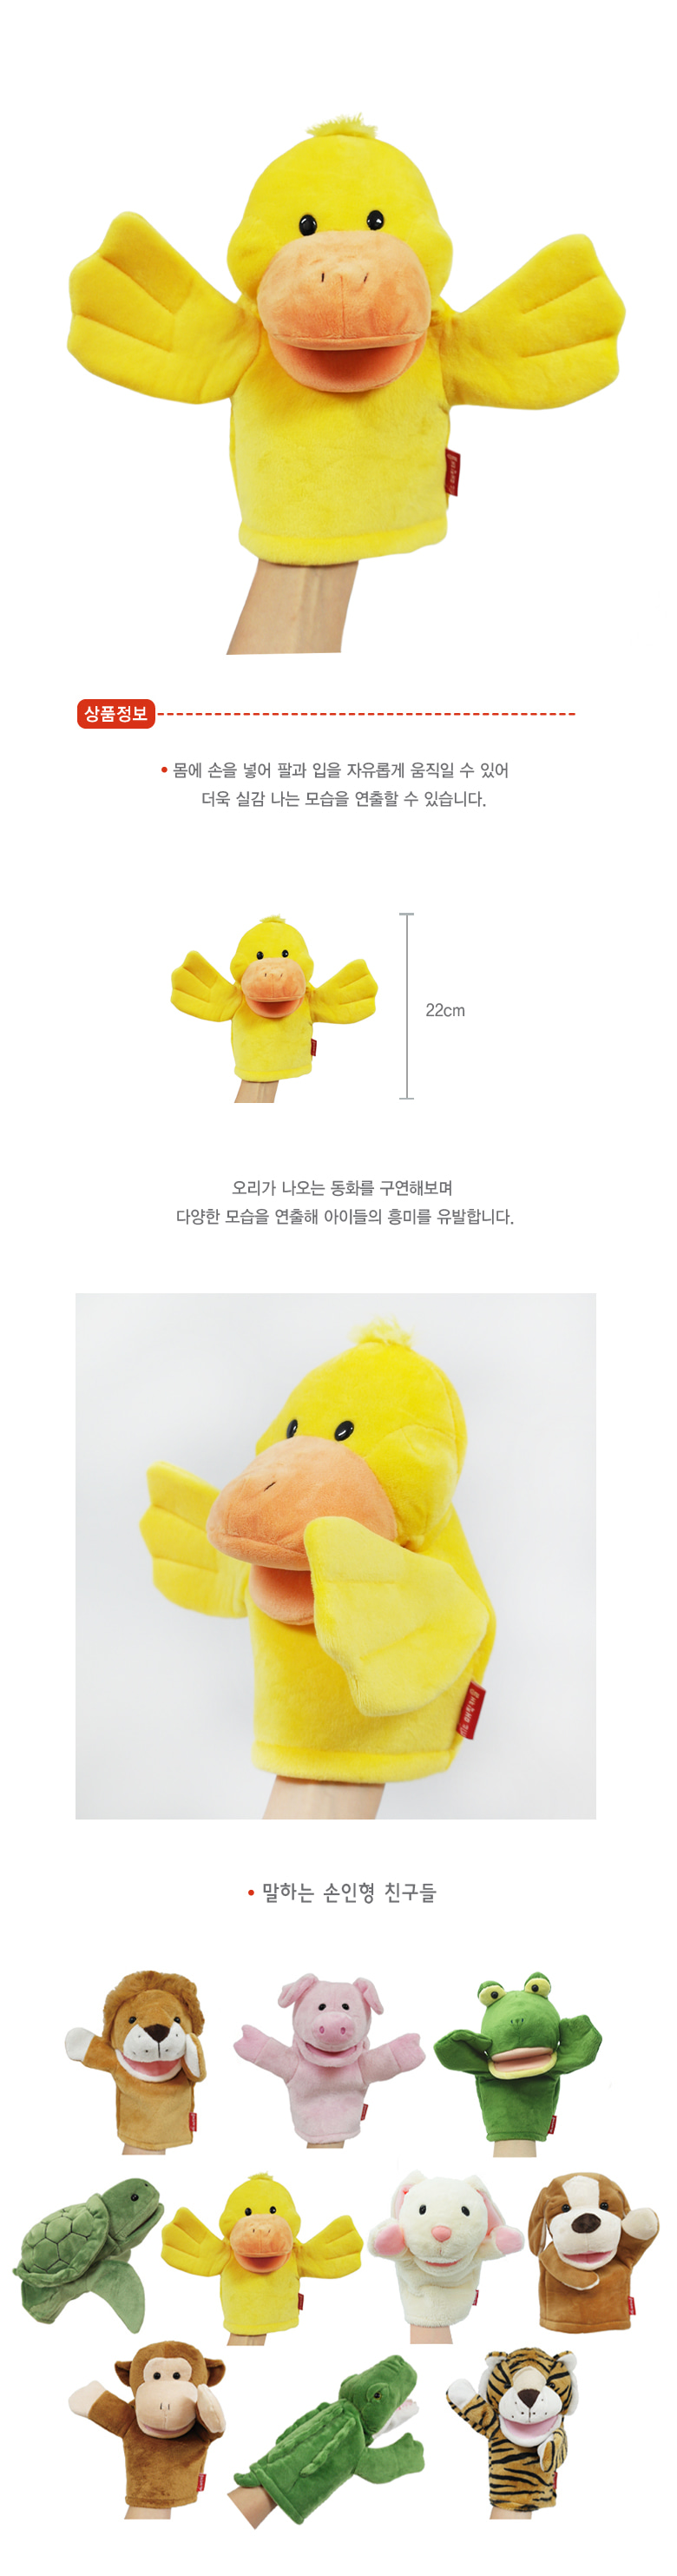 상품정보
• 몸에 손을 넣어 팔과 입을 자유롭게 움직일 수 있어
더욱 실감 나는 모습을 연출할 수 있습니다.
22cm
오리가 나오는 동화를 구연해보며
다양한 모습을 연출해 아이들의 흥미를 유발합니다.
• 말하는 손인형 친구들